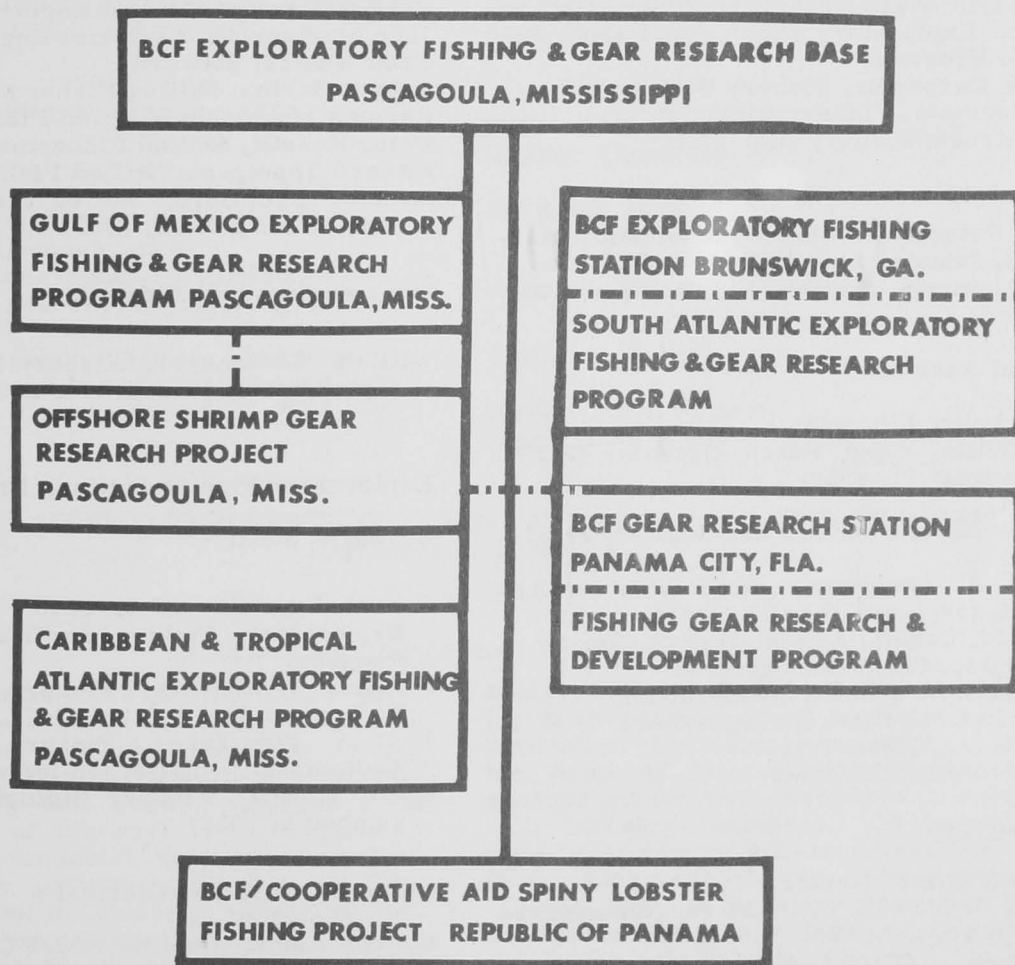 BCF EXPLORATORY FISHING & GEAR RESEARCH BASE
PASCAGOULA, MISSISSIPPI
GULF OF MEXICO EXPLORATORY
FISHING & GEAR RESEARCH
PROGRAM PASCAGOULA, MISS.
OFFSHORE SHRIMP GEAR
RESEARCH PROJECT
PASCAGOULA, MISS.
CARIBBEAN & TROPICAL
ATLANTIC EXPLORATORY FISHING
& GEAR RESEARCH PROGRAM
PASCAGOULA, MISS.
BCF EXPLORATORY FISHING
STATION BRUNSWICK, GA.
SOUTH ATLANTIC EXPLORATORY
FISHING & GEAR RESEARCH
PROGRAM
BCF GEAR RESEARCH STATION
PANAMA CITY, FLA.
FISHING GEAR RESEARCH &
DEVELOPMENT PROGRAM
BCF/COOPERATIVE AID SPINY LOBSTER
FISHING PROJECT REPUBLIC OF PANAMA